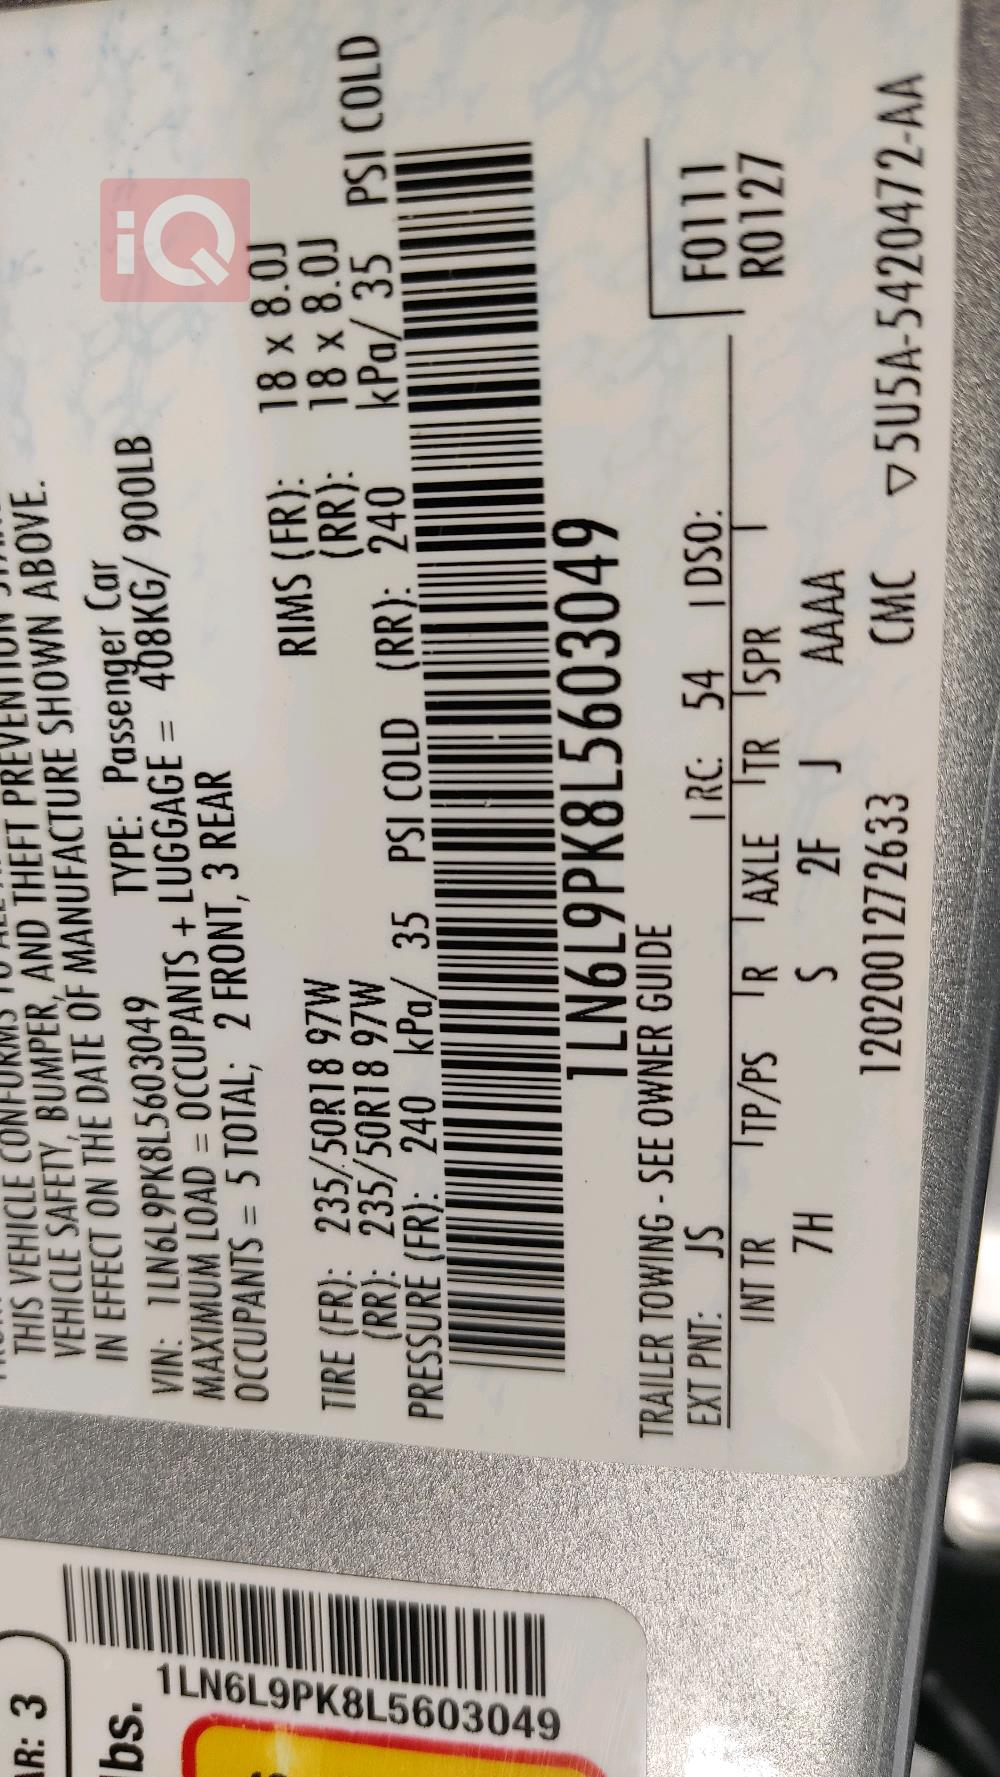 THIS VEHICLE CONFORMS TO
VEHICLE SAFETY, BUMPER, AND THEFT PREVENTION
IN EFFECT ON THE DATE OF MANUFACTURE SHOWN ABOVE.
VIN: 1LN6L9PK8L5603049 TYPE: Passenger Car
MAXIMUM LOAD = OCCUPANTS + LUGGAGE = 408KG/ 900LB
OCCUPANTS = 5 TOTAL; 2 FRONT, 3 REAR
RIMS (FR): 18 x 8.0J
TIRE (FR): 235/50R18 97W (RR): 18 x 8.0J
(RR): 235/50R18 97W
PRESSURE (FR): 240 kPa/ 35 PSI COLD (RR): 240 kPa/ 35 PSI COLD
1LN6L9PK8L5603049
TRAILER TOWING - SEE OWNER GUIDE
EXT PNT: JS RC: 54 DSO:
F0111
R0127
INT TR TP/PS R AXLE TR SPR
7H S 2F J AAAA
12020012726​33 CMC ▽5U5A-5420472-AA
iQ
AR: 3
lbs.
1LN6L9PK8L5603049